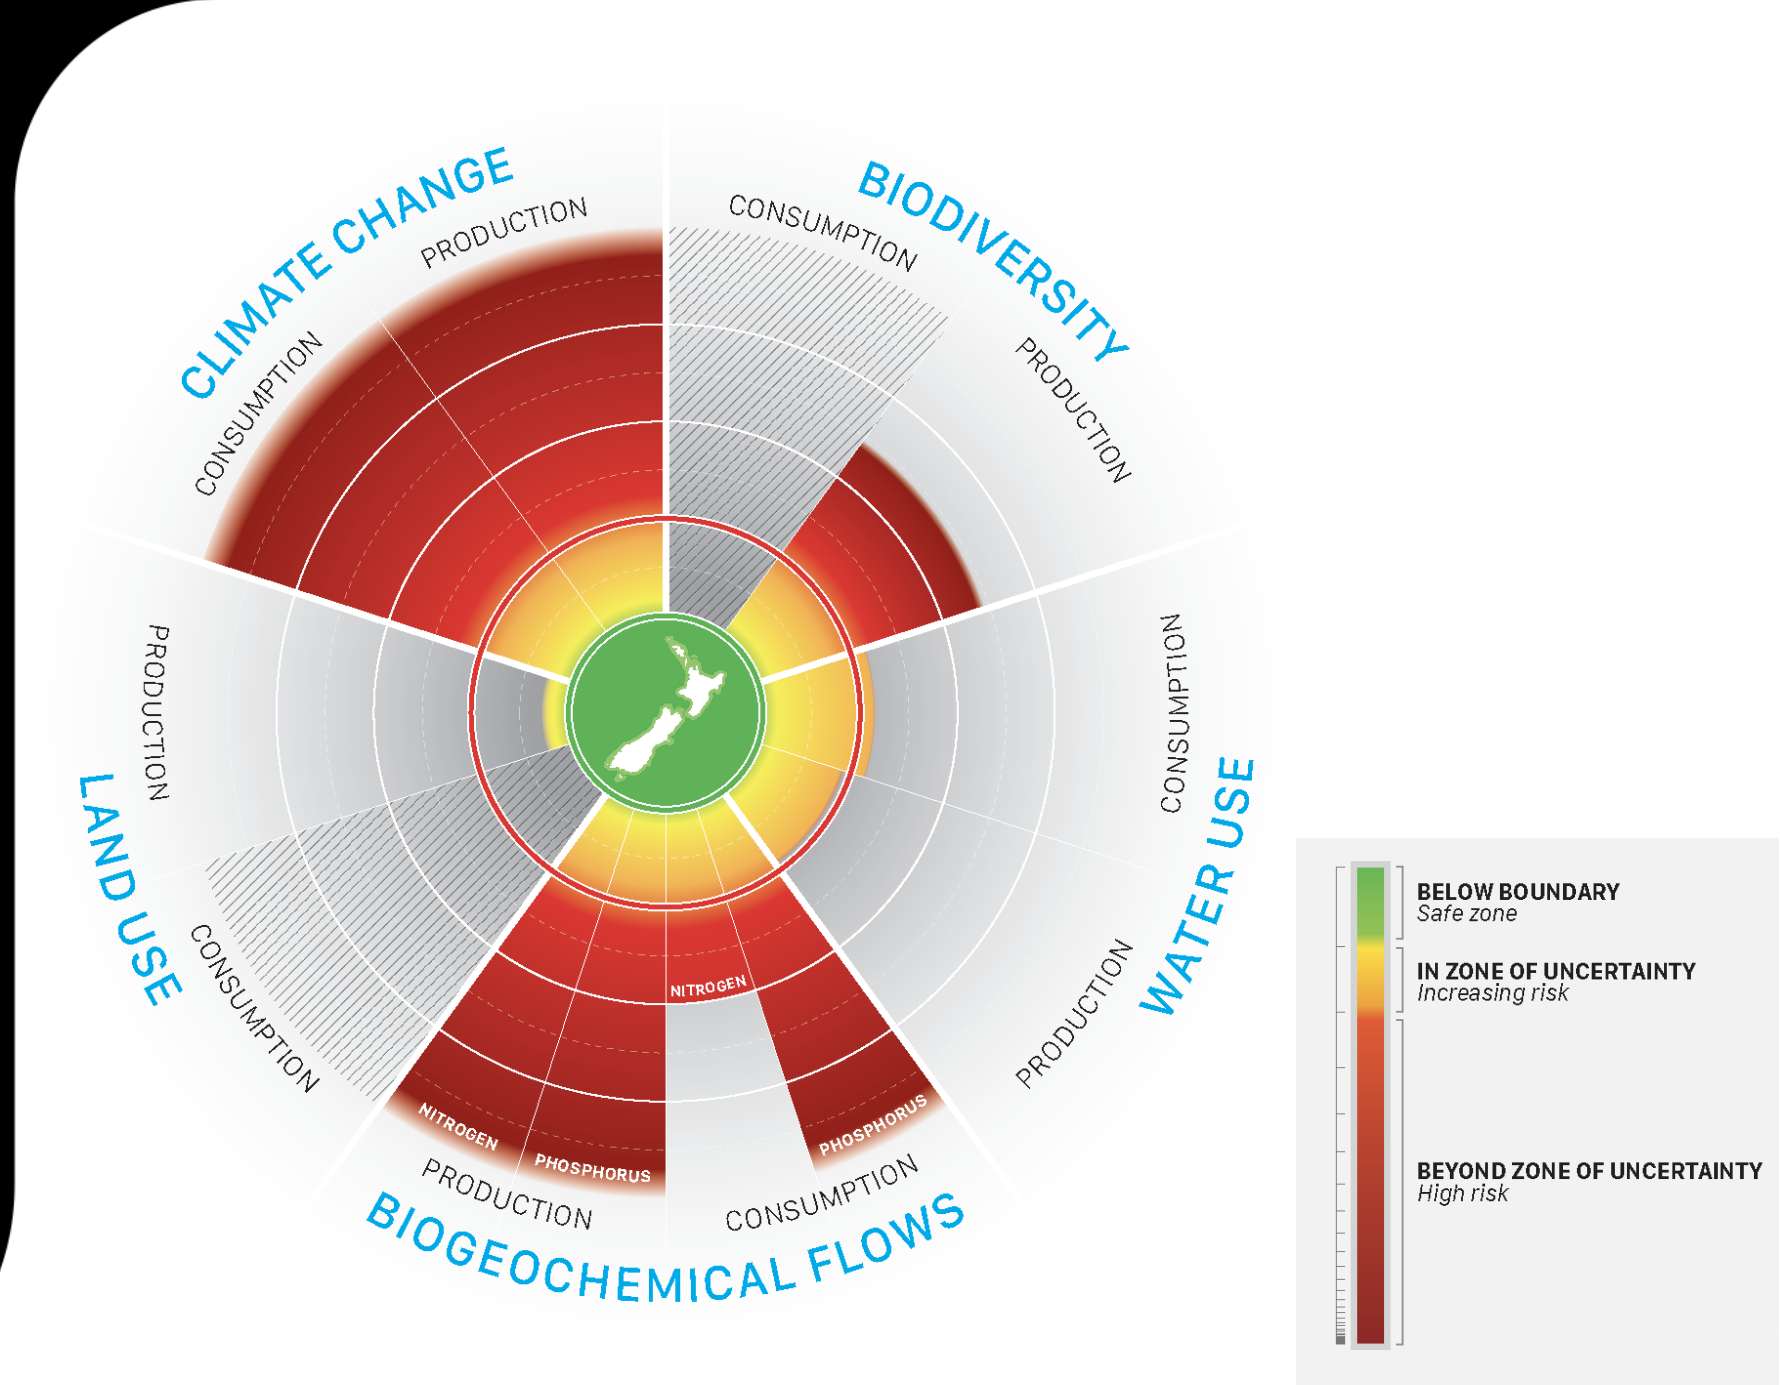 CLIMATE CHANGE
PRODUCTION
CONSUMPTION
BIODIVERSITY
CONSUMPTION
PRODUCTION
WATER USE
CONSUMPTION
PRODUCTION
BIOGEOCHEMICAL FLOWS
PRODUCTION
NITROGEN
PHOSPHORUS
CONSUMPTION
NITROGEN
PHOSPHORUS
LAND USE
PRODUCTION
CONSUMPTION
BELOW BOUNDARY
Safe zone
IN ZONE OF UNCERTAINTY
Increasing risk
BEYOND ZONE OF UNCERTAINTY
High risk